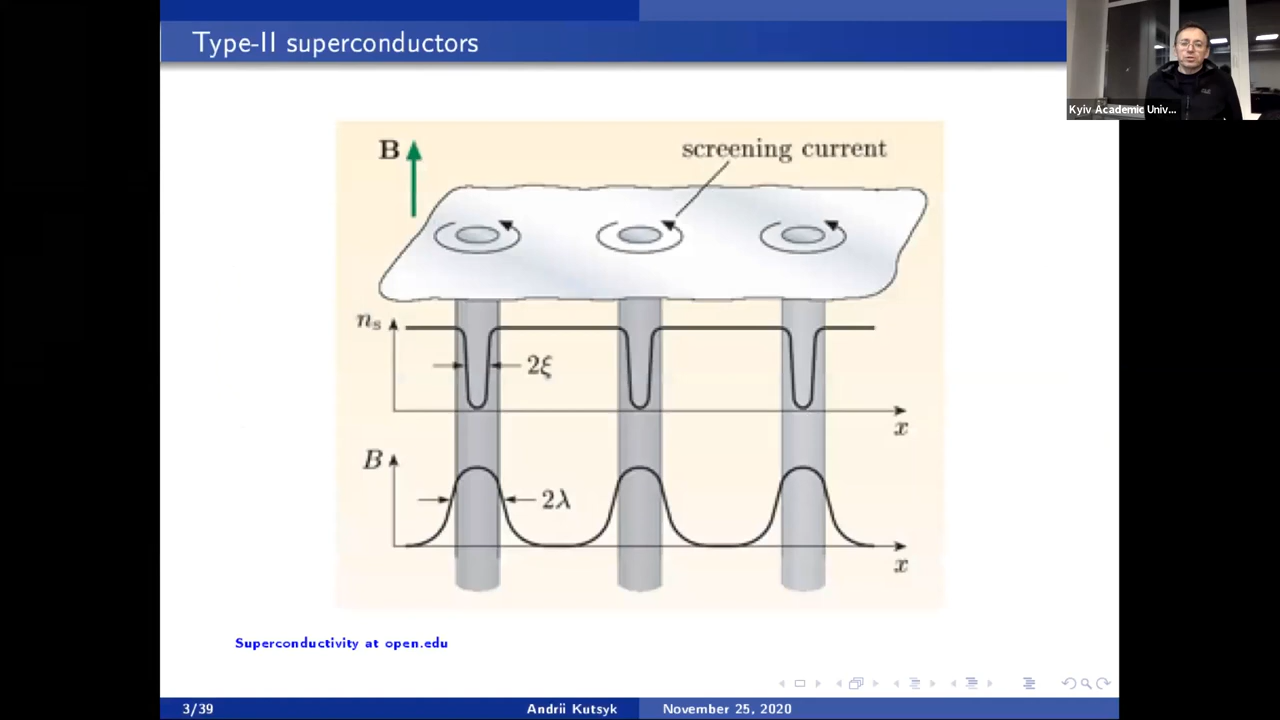 Type-II superconductors
Kyiv Academic Univ...
B
screening current
nₛ
2ξ
x
B
2λ
x
Superconductivity at open.edu
3/39
Andrii Kutsyk
November 25, 2020